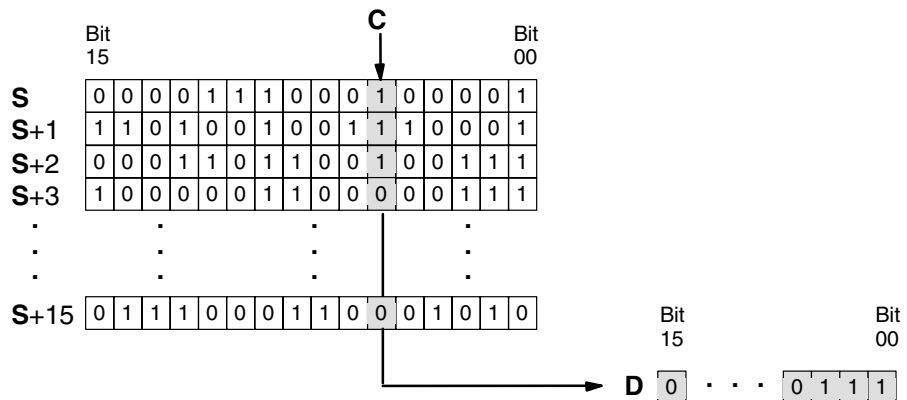 C
Bit Bit
15 00
S 0 0 0 0 1 1 1 0 0 0 1 0 0 0 0 1
S+1 1 1 0 1 0 0 1 0 0 1 1 1 0 0 0 1
S+2 0 0 0 1 1 0 1 1 0 0 1 0 0 1 1 1
S+3 1 0 0 0 0 0 1 1 0 0 0 0 0 1 1 1
S+15 0 1 1 1 0 0 0 1 1 0 0 0 1 0 1 0
Bit Bit
15 00
D 0 . . . 0 1 1 1